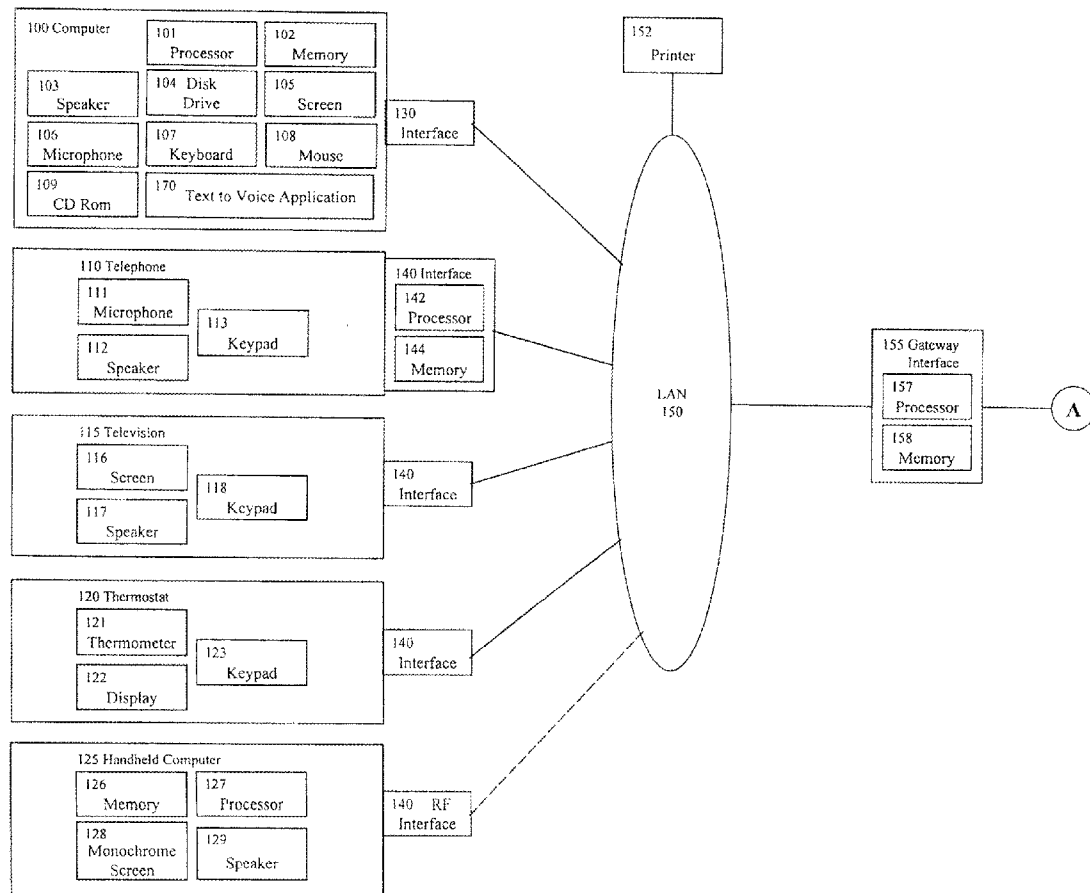 100 Computer
101
Processor
102
Memory
103
Speaker
104 Disk
Drive
105
Screen
106
Microphone
107
Keyboard
108
Mouse
109
CD Rom
170 Text to Voice Application
130
Interface
152
Printer
110 Telephone
111
Microphone
112
Speaker
113
Keypad
140 Interface
142
Processor
144
Memory
LAN
150
155 Gateway
Interface
157
Processor
158
Memory
A
115 Television
116
Screen
117
Speaker
118
Keypad
140
Interface
120 Thermostat
121
Thermometer
122
Display
123
Keypad
140
Interface
125 Handheld Computer
126
Memory
127
Processor
128
Monochrome
Screen
129
Speaker
140 RF
Interface